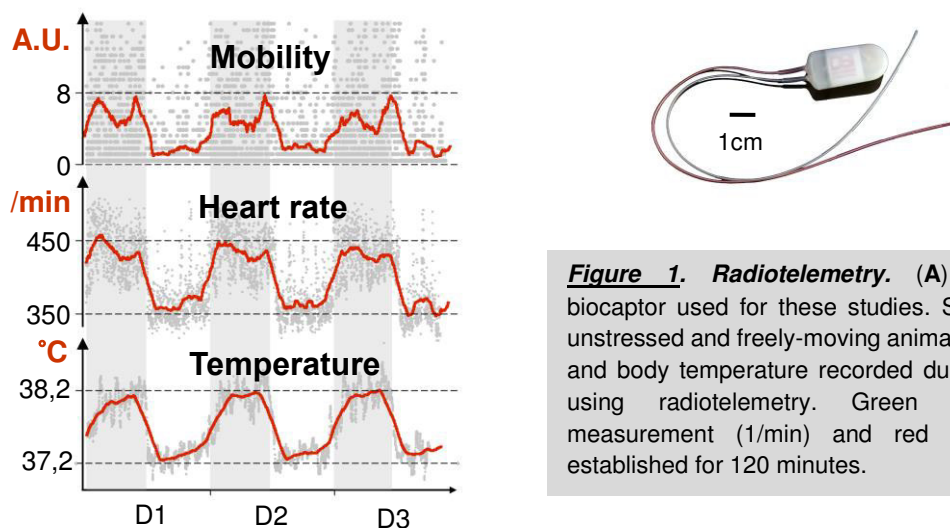 A.U.
Mobility
8
0
/min
Heart rate
450
350
°C
Temperature
38,2
37,2
D1
D2
D3
1cm
Figure 1. Radiotelemetry. (A)
biocaptor used for these studies.
unstressed and freely-moving
and body temperature recorded
using radiotelemetry. Green
measurement (1/min) and red
established for 120 minutes.